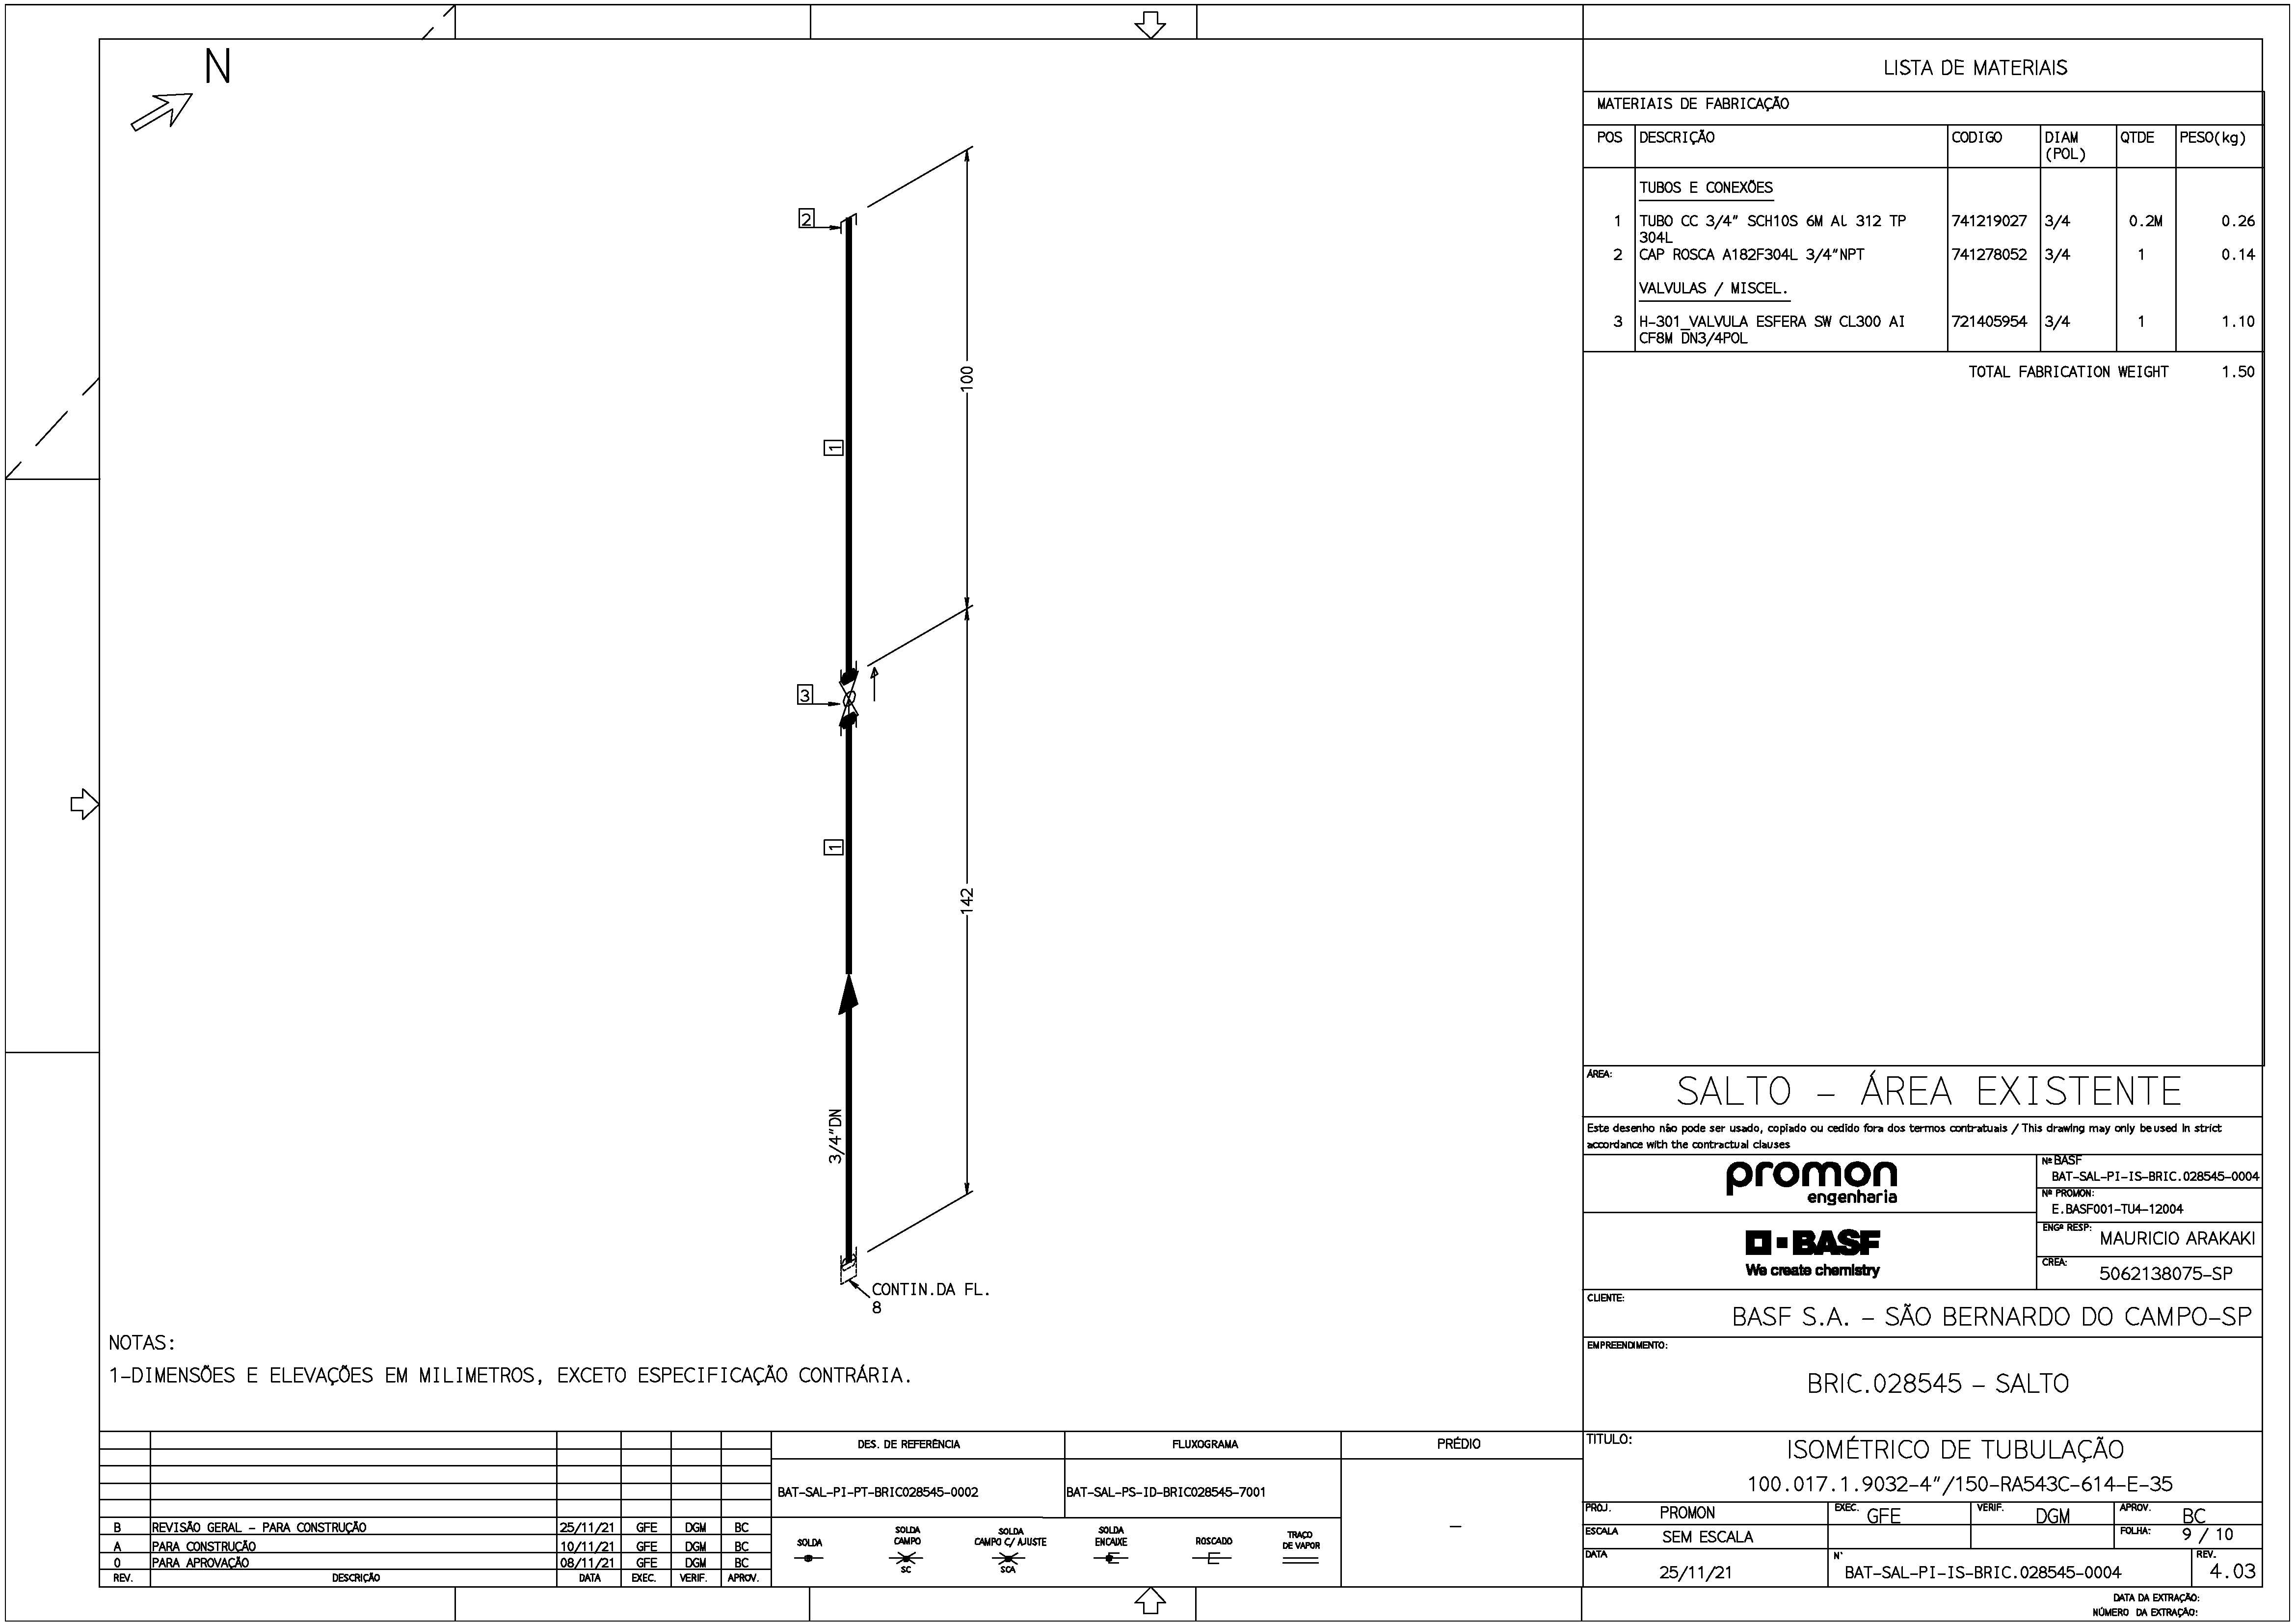 N
2
100
1
3
1
142
3/4"DN
CONTIN.DA FL.
8
NOTAS:
1-DIMENSÕES E ELEVAÇÕES EM MILIMETROS, EXCETO ESPECIFICAÇÃO CONTRÁRIA.
LISTA DE MATERIAIS
MATERIAIS DE FABRICAÇÃO
POS DESCRIÇÃO CODIGO DIAM (POL) QTDE PESO(kg)
TUBOS E CONEXÕES
1 TUBO CC 3/4" SCH10S 6M AL 312 TP 741219027 3/4 0.2M 0.26
304L
2 CAP ROSCA A182F304L 3/4"NPT 741278052 3/4 1 0.14
VALVULAS / MISCEL.
3 H-301_VALVULA ESFERA SW CL300 AI 721405954 3/4 1 1.10
CF8M DN3/4POL
TOTAL FABRICATION WEIGHT 1.50
ÁREA:
SALTO - ÁREA EXISTENTE
Este desenho não pode ser usado, copiado ou cedido fora dos termos contratuais / This drawing may only be used in strict
accordance with the contractual clauses
promon
engenharia
Nº BASF
BAT-SAL-PI-IS-BRIC.028545-0004
Nº PROMON:
E.BASF001-TU4-12004
BASF
We create chemistry
ENGº RESP:
MAURICIO ARAKAKI
CREA:
5062138075-SP
CLIENTE:
BASF S.A. - SÃO BERNARDO DO CAMPO-SP
EMPREENDIMENTO:
BRIC.028545 - SALTO
TITULO:
ISOMÉTRICO DE TUBULAÇÃO
100.017.1.9032-4"/150-RA543C-614-E-35
PROJ. PROMON EXEC. GFE VERIF. DGM APROV. BC
ESCALA SEM ESCALA FOLHA: 9 / 10
DATA 25/11/21 N° BAT-SAL-PI-IS-BRIC.028545-0004 REV. 4.03
DATA DA EXTRAÇÃO:
NÚMERO DA EXTRAÇÃO:
B REVISÃO GERAL - PARA CONSTRUÇÃO 25/11/21 GFE DGM BC
A PARA CONSTRUÇÃO 10/11/21 GFE DGM BC
0 PARA APROVAÇÃO 08/11/21 GFE DGM BC
REV. DESCRIÇÃO DATA EXEC. VERIF. APROV.
DES. DE REFERÊNCIA FLUXOGRAMA PRÉDIO
BAT-SAL-PI-PT-BRIC028545-0002 BAT-SAL-PS-ID-BRIC028545-7001 -
SOLDA
SOLDA CAMPO
SC
SOLDA CAMPO C/ AJUSTE
SCA
SOLDA ENCAIXE
ROSCADO
TRAÇO DE VAPOR